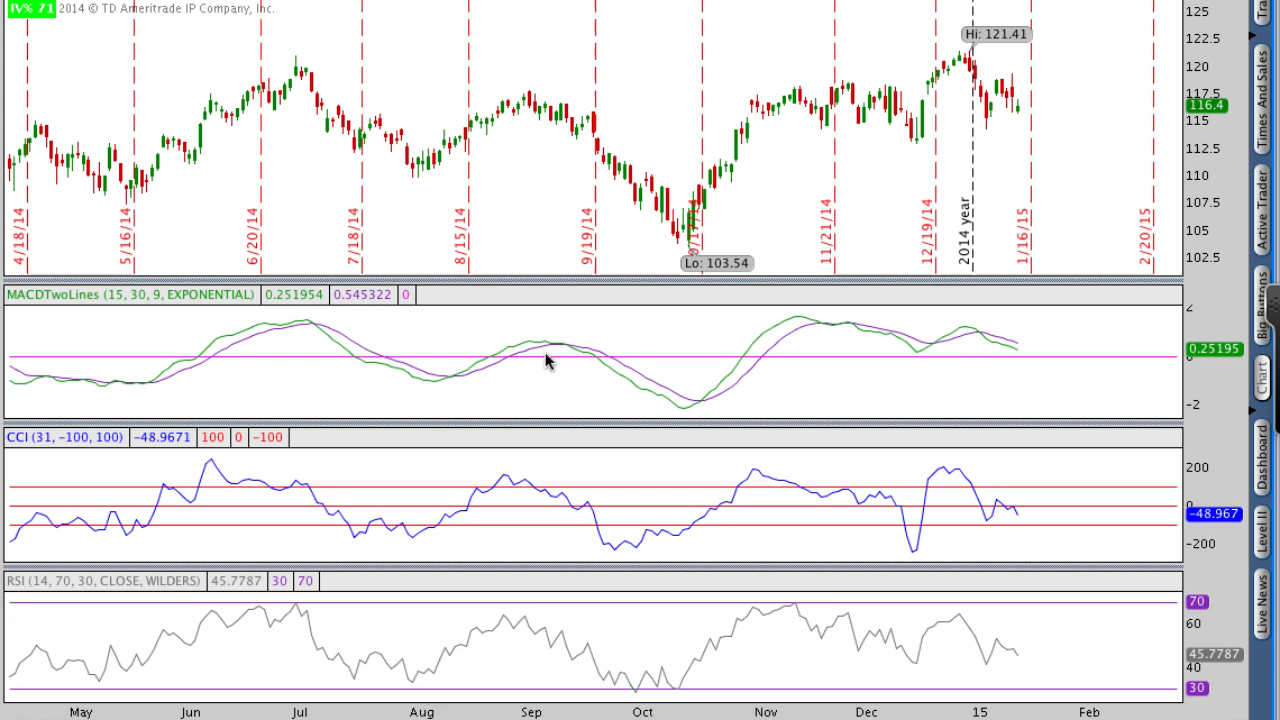 IV% 71 2014 © TD Ameritrade IP Company, Inc.
125
122.5
120
117.5
116.4
115
112.5
110
107.5
105
102.5
Hi: 121.41
Lo: 103.54
4/18/14
5/16/14
6/20/14
7/18/14
8/15/14
9/19/14
11/21/14
12/19/14
2014 year
1/16/15
2/20/15
MACDTwoLines (15, 30, 9, EXPONENTIAL) 0.251954 0.545322 0
2
0.25195
-2
CCI (31, -100, 100) -48.9671 100 0 -100
200
0
-48.967
-200
RSI (14, 70, 30, CLOSE, WILDERS) 45.7787 30 70
70
60
45.7787
40
30
May Jun Jul Aug Sep Oct Nov Dec 15 Feb
Times And Sales
Active Trader
Big Buttons
Chart
Dashboard
Level II
Live News